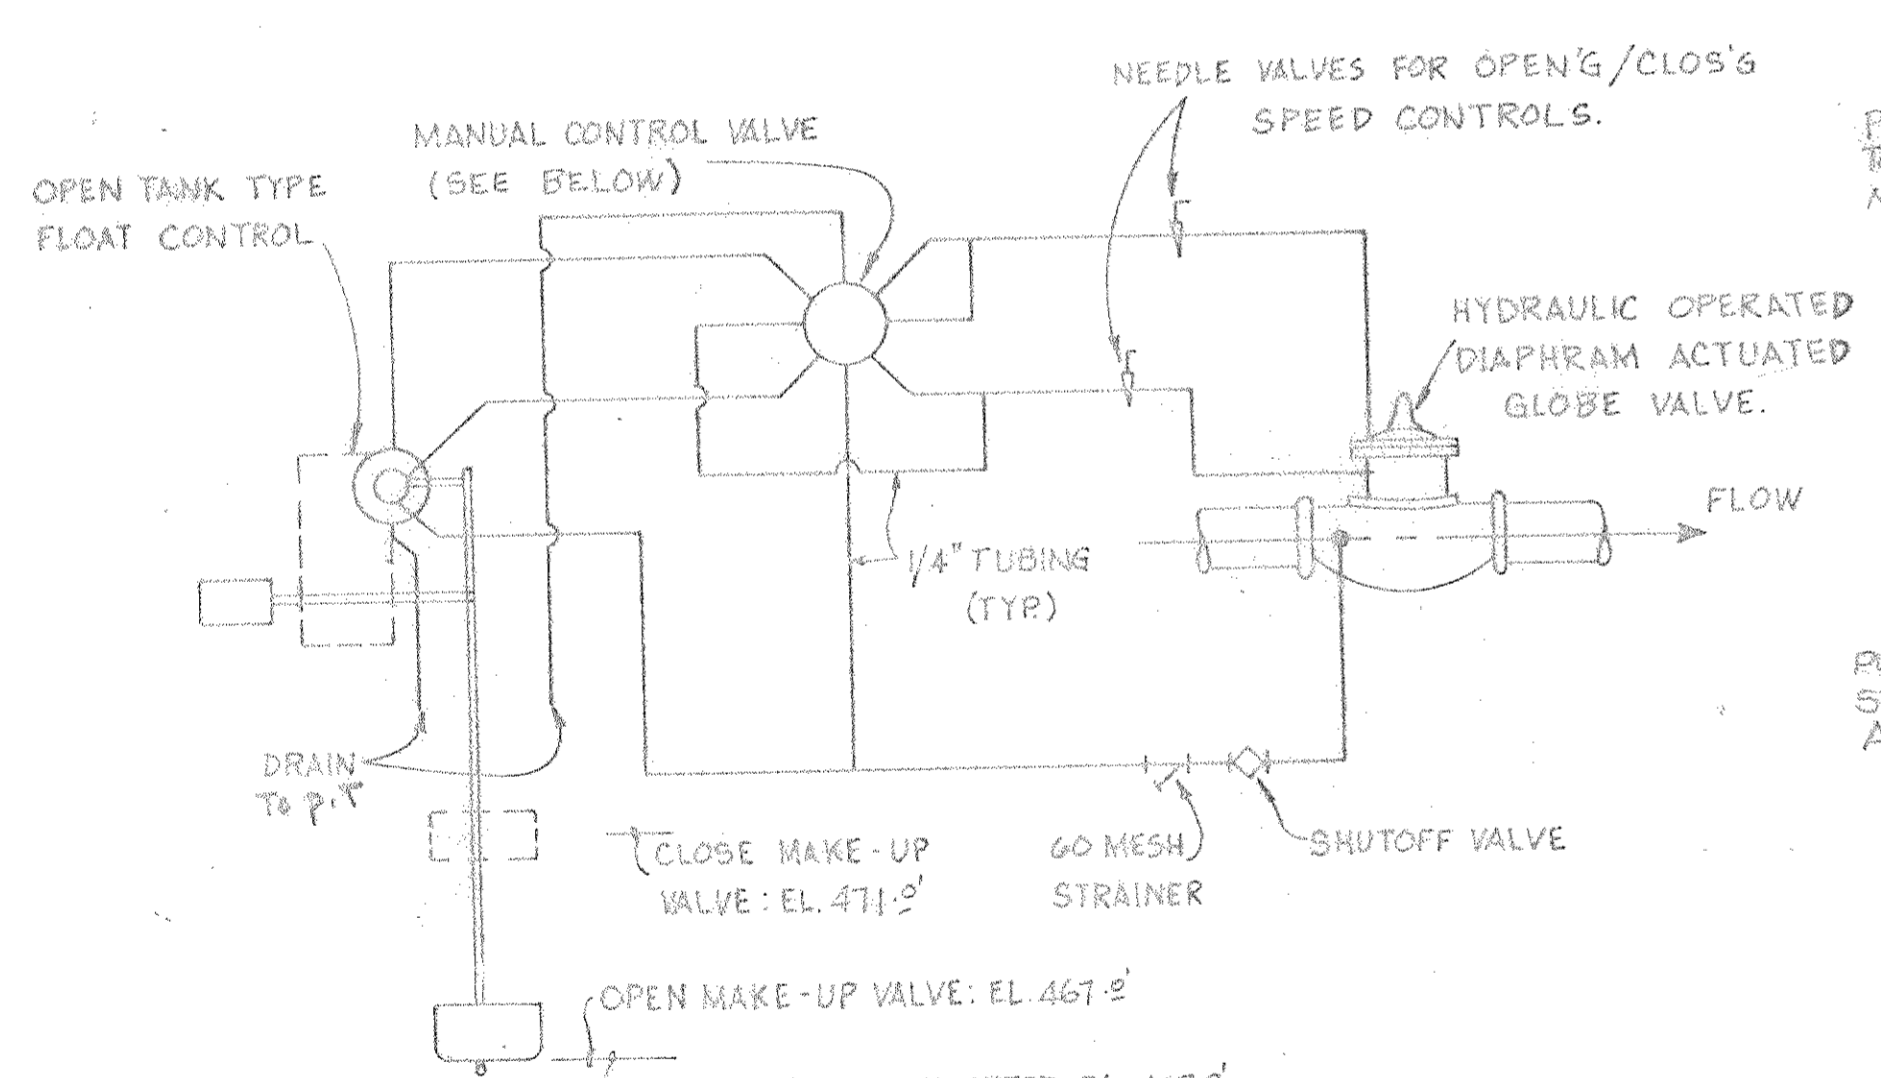 NEEDLE VALVES FOR OPEN'G/CLOS'G
SPEED CONTROLS.
MANUAL CONTROL VALVE
(SEE BELOW)
OPEN TANK TYPE
FLOAT CONTROL
HYDRAULIC OPERATED
DIAPHRAM ACTUATED
GLOBE VALVE.
FLOW
1/4" TUBING
(TYP.)
DRAIN
To P.T
CLOSE MAKE-UP
VALVE: EL. 471.0'
60 MESH
STRAINER
SHUTOFF VALVE
OPEN MAKE-UP VALVE: EL. 467.0'